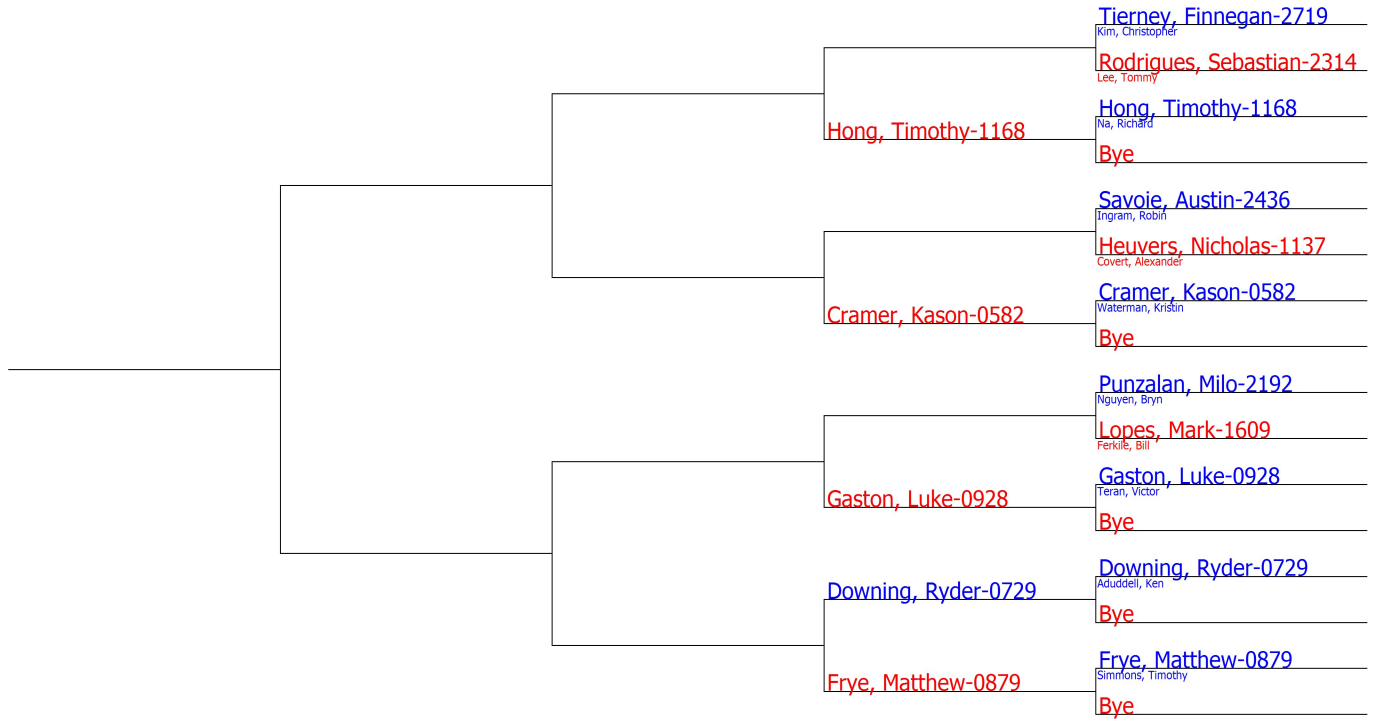 Tierney, Finnegan-2719
Kim, Christopher
Rodrigues, Sebastian-2314
Lee, Tommy
Hong, Timothy-1168
Na, Richard
Hong, Timothy-1168
Bye
Savoie, Austin-2436
Ingram, Robin
Heuvers, Nicholas-1137
Covert, Alexander
Cramer, Kason-0582
Waterman, Kristin
Cramer, Kason-0582
Bye
Punzalan, Milo-2192
Nguyen, Bryn
Lopes, Mark-1609
Ferkile, Bill
Gaston, Luke-0928
Teran, Victor
Gaston, Luke-0928
Bye
Downing, Ryder-0729
Aduddell, Ken
Downing, Ryder-0729
Bye
Frye, Matthew-0879
Simmons, Timothy
Frye, Matthew-0879
Bye